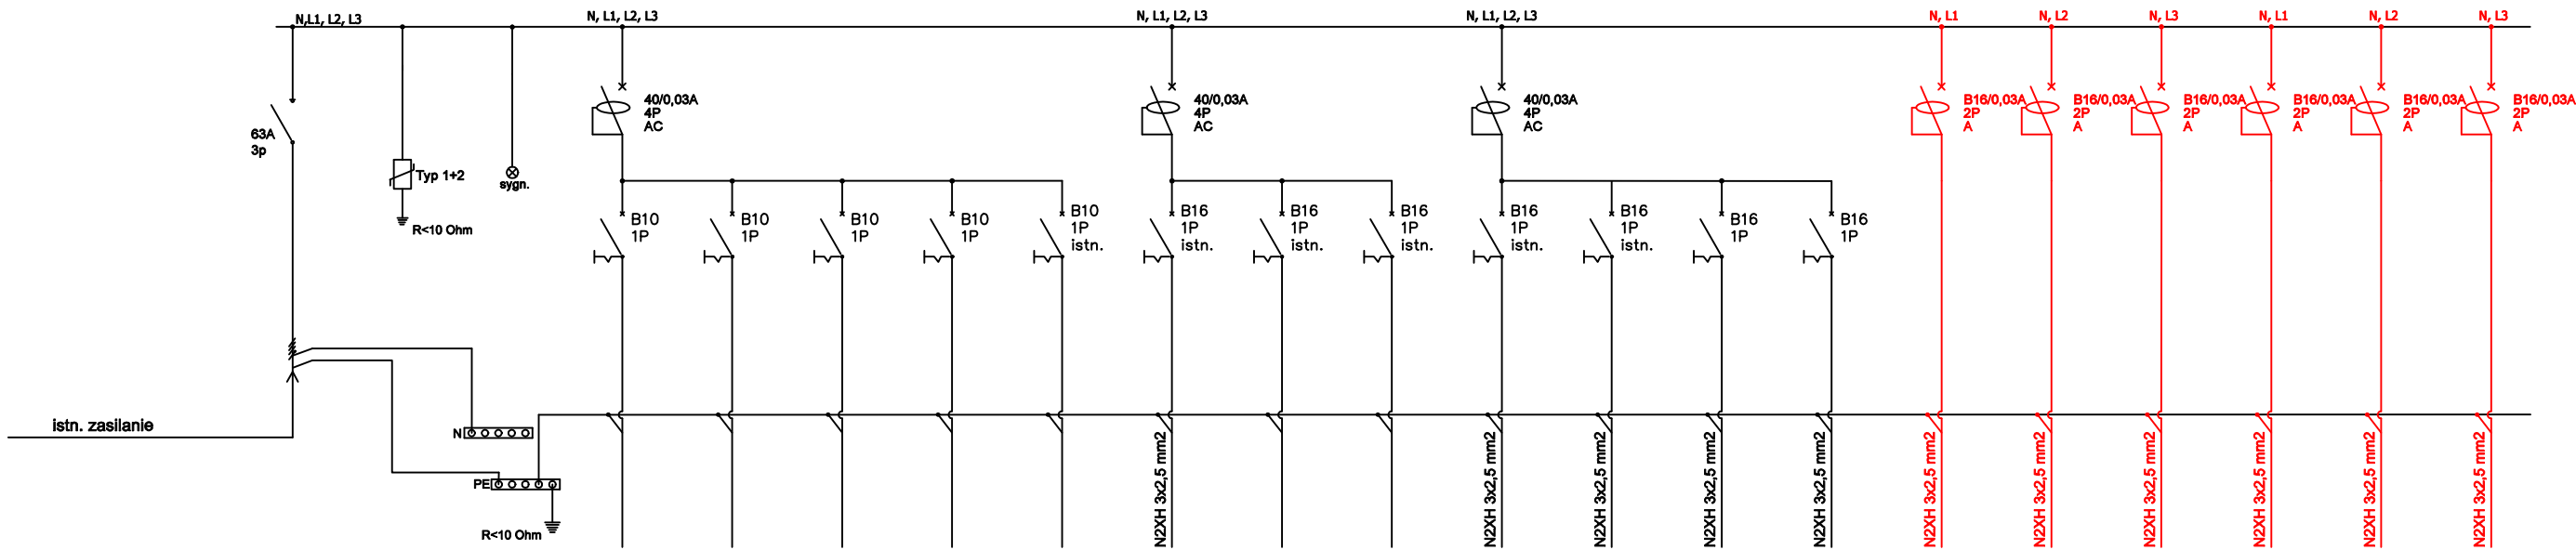 N,L1, L2, L3
N, L1, L2, L3
N, L1, L2, L3
N, L1, L2, L3
N, L1
N, L2
N, L3
N, L1
N, L2
N, L3
63A
3p
Typ 1+2
R<10 Ohm
sygn.
40/0,03A
4P
AC
40/0,03A
4P
AC
40/0,03A
4P
AC
B16/0,03A
2P
A
B16/0,03A
2P
A
B16/0,03A
2P
A
B16/0,03A
2P
A
B16/0,03A
2P
A
B16/0,03A
2P
A
B10
1P
B10
1P
B10
1P
B10
1P
B10
1P
istn.
B16
1P
istn.
B16
1P
istn.
B16
1P
istn.
B16
1P
istn.
B16
1P
istn.
B16
1P
B16
1P
istn. zasilanie
N
PE
R<10 Ohm
N2XH 3x2,5 mm2
N2XH 3x2,5 mm2
N2XH 3x2,5 mm2
N2XH 3x2,5 mm2
N2XH 3x2,5 mm2
N2XH 3x2,5 mm2
N2XH 3x2,5 mm2
N2XH 3x2,5 mm2
N2XH 3x2,5 mm2
N2XH 3x2,5 mm2
N2XH 3x2,5 mm2